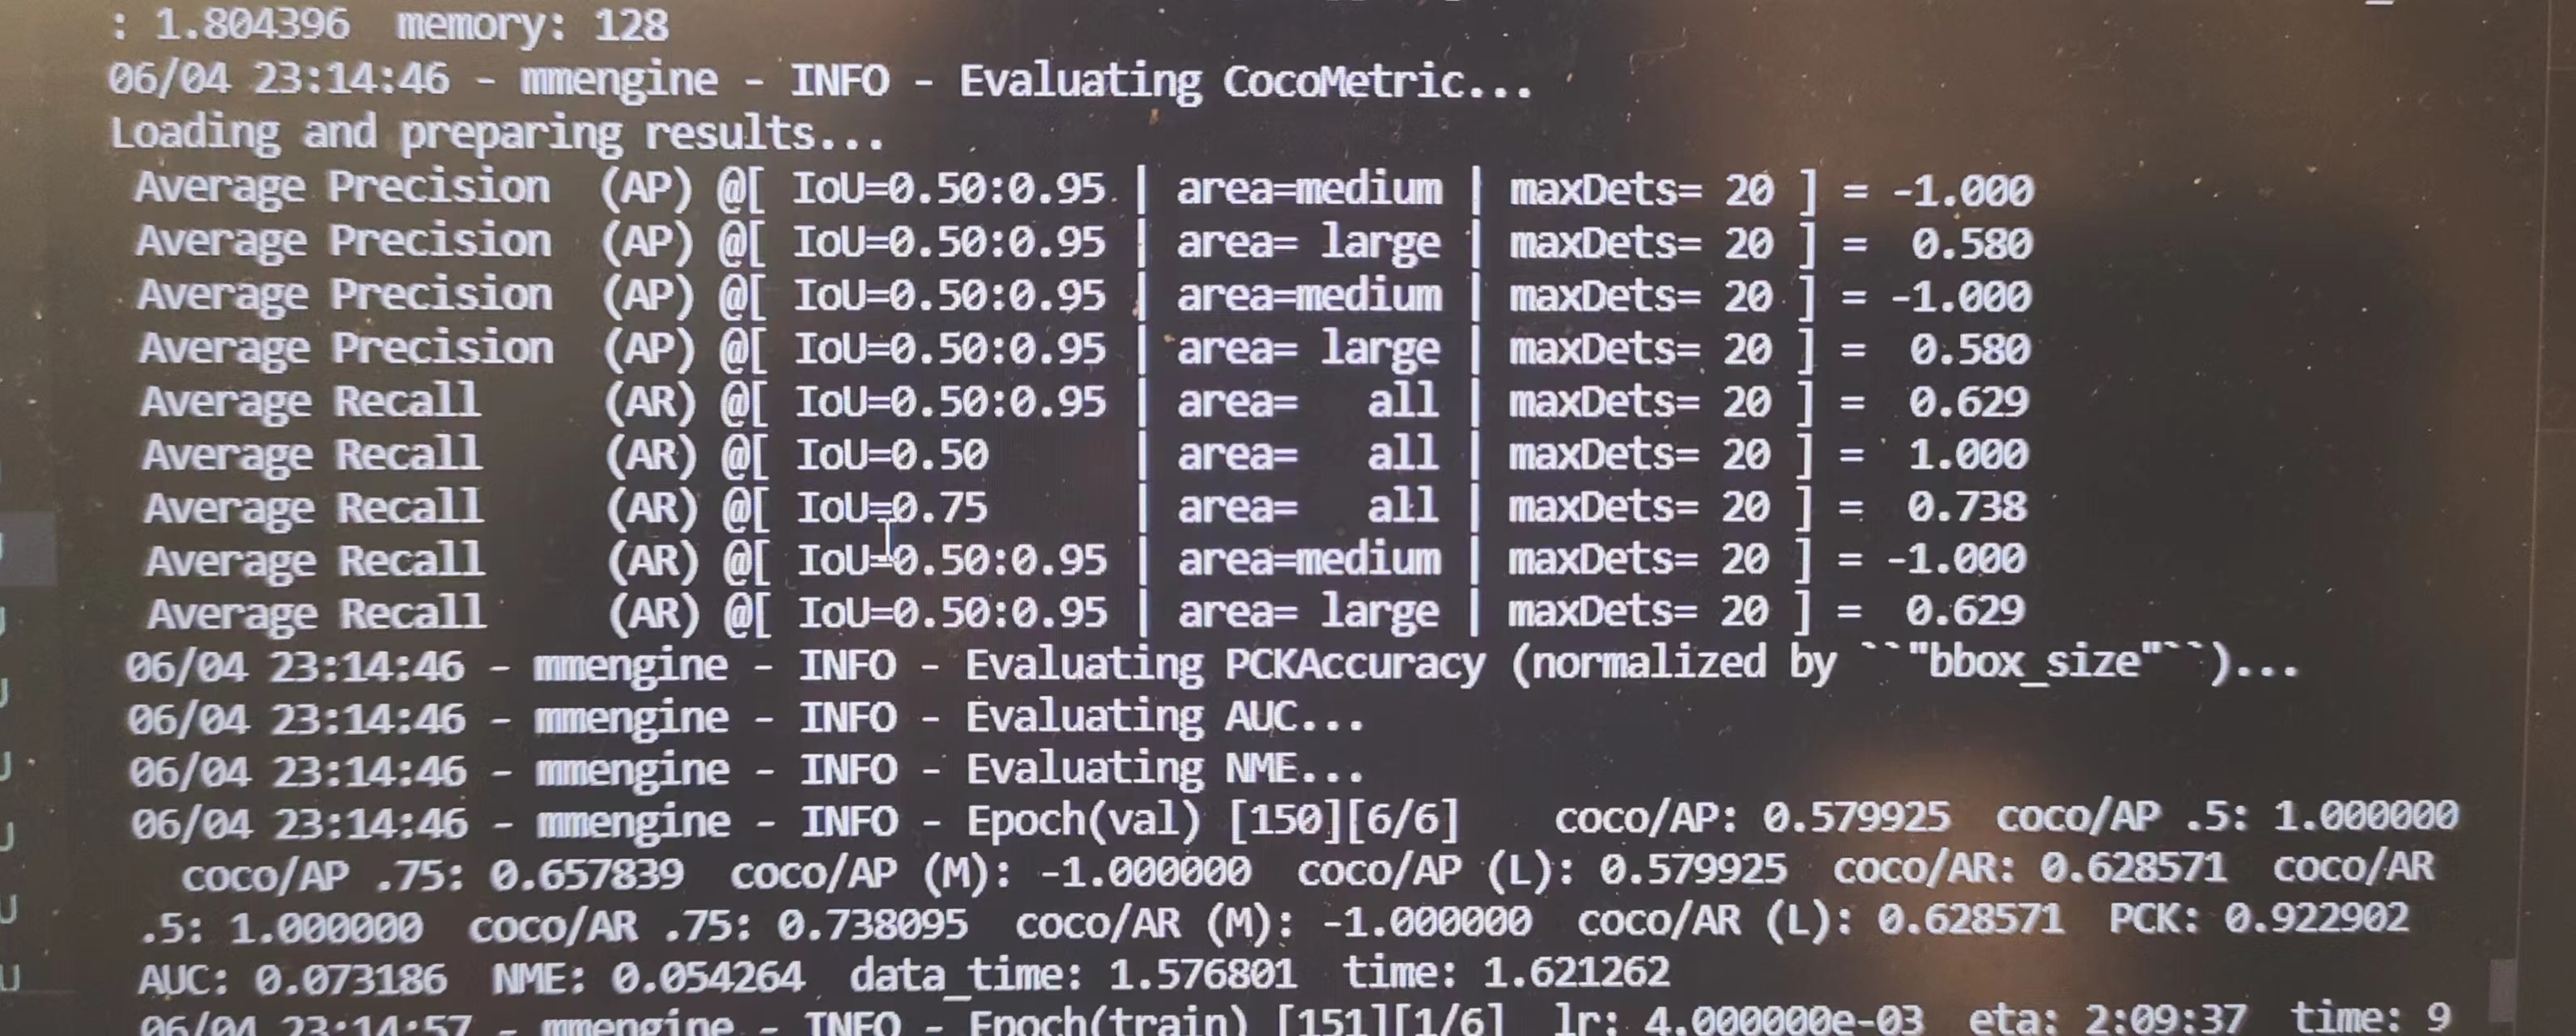 : 1.804396  memory: 128
06/04 23:14:46 - mmengine - INFO - Evaluating CocoMetric...
Loading and preparing results...
Average Precision  (AP) @[ IoU=0.50:0.95 | area=medium | maxDets= 20 ] = -1.000
Average Precision  (AP) @[ IoU=0.50:0.95 | area= large | maxDets= 20 ] =  0.580
Average Precision  (AP) @[ IoU=0.50:0.95 | area=medium | maxDets= 20 ] = -1.000
Average Precision  (AP) @[ IoU=0.50:0.95 | area= large | maxDets= 20 ] =  0.580
Average Recall     (AR) @[ IoU=0.50:0.95 | area=   all | maxDets= 20 ] =  0.629
Average Recall     (AR) @[ IoU=0.50      | area=   all | maxDets= 20 ] =  1.000
Average Recall     (AR) @[ IoU=0.75      | area=   all | maxDets= 20 ] =  0.738
Average Recall     (AR) @[ IoU=0.50:0.95 | area=medium | maxDets= 20 ] = -1.000
Average Recall     (AR) @[ IoU=0.50:0.95 | area= large | maxDets= 20 ] =  0.629
06/04 23:14:46 - mmengine - INFO - Evaluating PCKAccuracy (normalized by ``"bbox_size"``)...
06/04 23:14:46 - mmengine - INFO - Evaluating AUC...
06/04 23:14:46 - mmengine - INFO - Evaluating NME...
06/04 23:14:46 - mmengine - INFO - Epoch(val) [150][6/6]    coco/AP: 0.579925  coco/AP .5: 1.000000
coco/AP .75: 0.657839  coco/AP (M): -1.000000  coco/AP (L): 0.579925  coco/AR: 0.628571  coco/AR
.5: 1.000000  coco/AR .75: 0.738095  coco/AR (M): -1.000000  coco/AR (L): 0.628571  PCK: 0.922902
AUC: 0.073186  NME: 0.054264  data_time: 1.576801  time: 1.621262
06/04 23:14:57 - mmengine - INFO - Epoch(train) [151][1/6]  lr: 4.000000e-03  eta: 2:09:37  time: 9